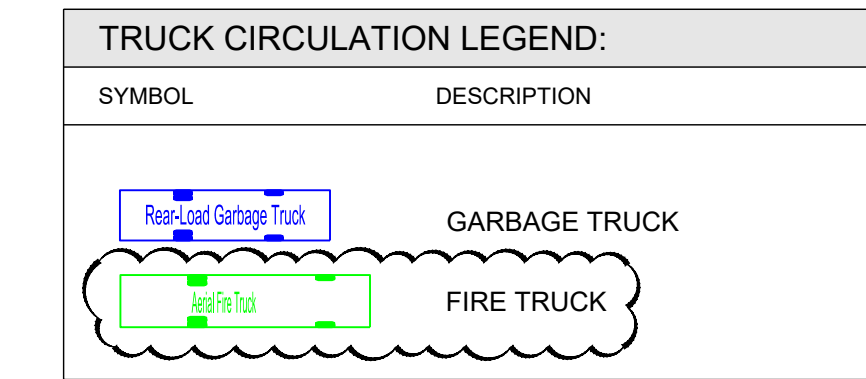 TRUCK CIRCULATION LEGEND:
SYMBOL DESCRIPTION
Rear-Load Garbage Truck GARBAGE TRUCK
Aerial Fire Truck FIRE TRUCK